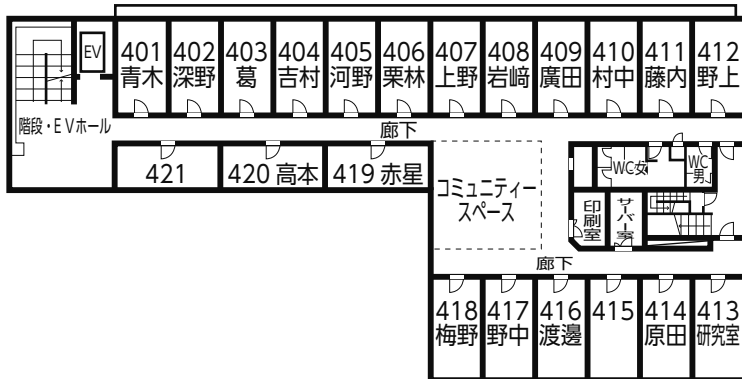 EV
401
青木
402
深野
403
葛
404
吉村
405
河野
406
栗林
407
上野
408
岩﨑
409
廣田
410
村中
411
藤内
412
野上
階段・EVホール
廊下
421
420 高本
419 赤星
コミュニティー
スペース
WC女
WC
男
印刷室
サーバー室
廊下
418
梅野
417
野中
416
渡邊
415
414
原田
413
研究室